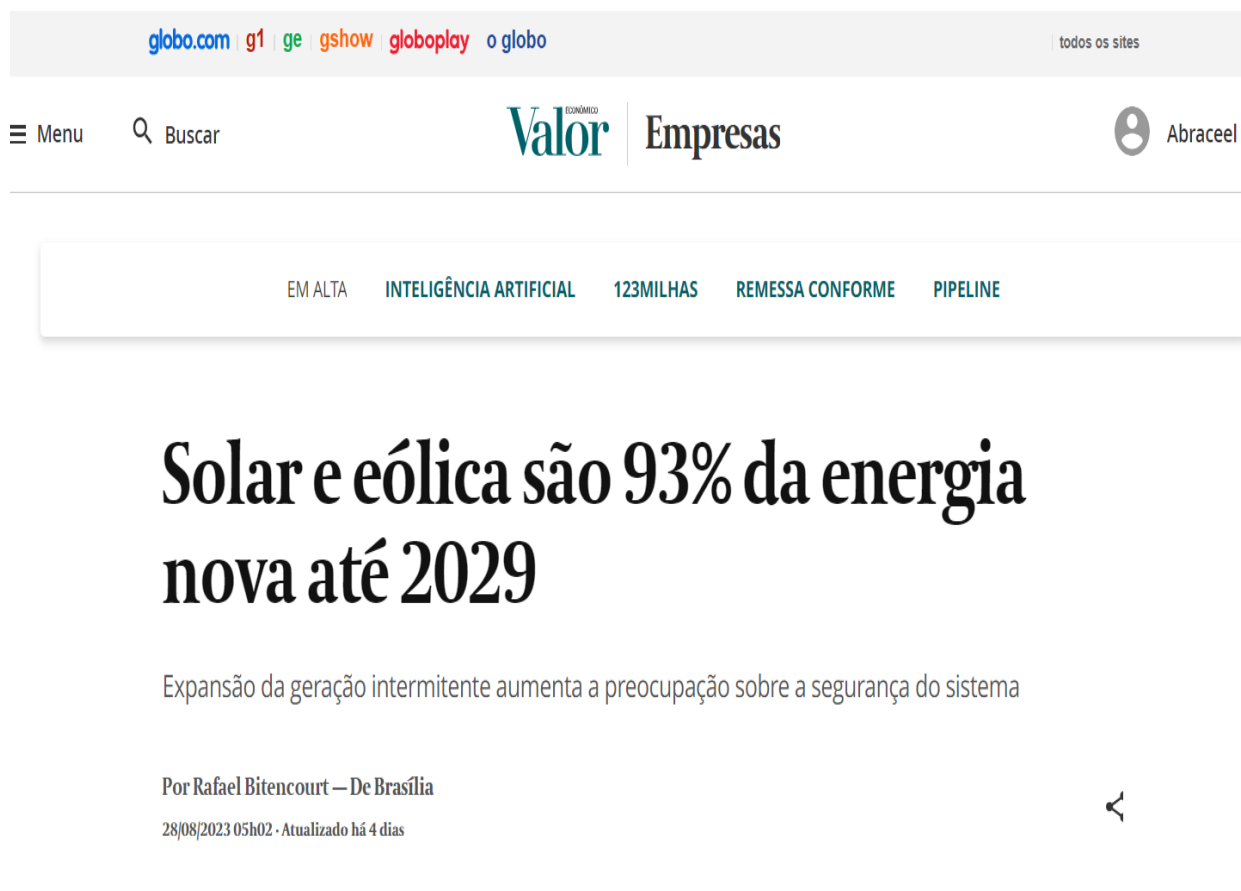 globo.com g1 ge gshow globoplay o globo todos os sites
Menu Buscar Valor ECONÔMICO Empresas Abraceel
EM ALTA INTELIGÊNCIA ARTIFICIAL 123MILHAS REMESSA CONFORME PIPELINE
Solar e eólica são 93% da energia
nova até 2029
Expansão da geração intermitente aumenta a preocupação sobre a segurança do sistema
Por Rafael Bitencourt — De Brasília
28/08/2023 05h02 · Atualizado há 4 dias